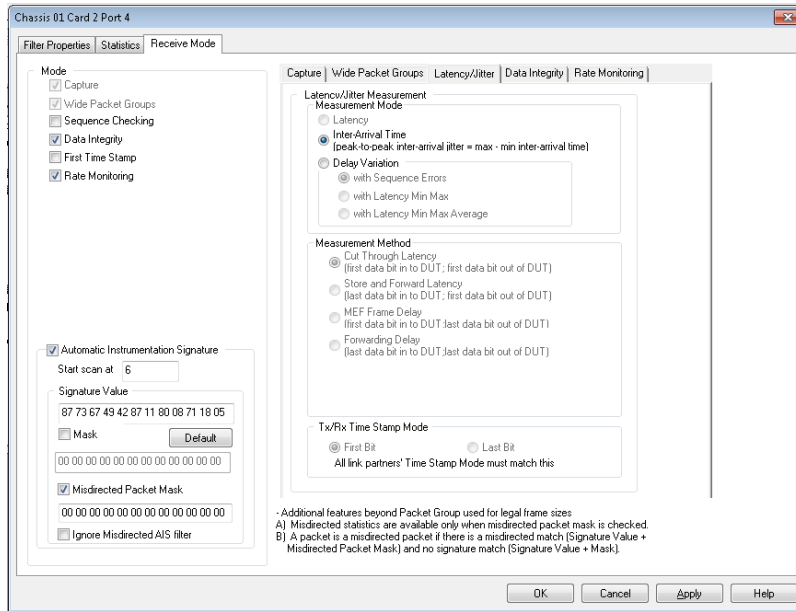 Chassis 01 Card 2 Port 4
Filter Properties
Statistics
Receive Mode
Mode
Capture
Wide Packet Groups
Sequence Checking
Data Integrity
First Time Stamp
Rate Monitoring
Automatic Instrumentation Signature
Start scan at 6
Signature Value
87 73 67 49 42 87 11 80 08 71 18 05
Mask
Default
00 00 00 00 00 00 00 00 00 00 00 00
Misdirected Packet Mask
00 00 00 00 00 00 00 00 00 00 00 00
Ignore Misdirected AIS filter
Capture
Wide Packet Groups
Latency/Jitter
Data Integrity
Rate Monitoring
Latency/Jitter Measurement
Measurement Mode
Latency
Inter-Arrival Time
(peak-to-peak inter-arrival jitter = max - min inter-arrival time)
Delay Variation
with Sequence Errors
with Latency Min Max
with Latency Min Max Average
Measurement Method
Cut Through Latency
(first data bit in to DUT; first data bit out of DUT)
Store and Forward Latency
(last data bit in to DUT; first data bit out of DUT)
MEF Frame Delay
(first data bit in to DUT;last data bit out of DUT)
Forwarding Delay
(last data bit in to DUT;last data bit out of DUT)
Tx/Rx Time Stamp Mode
First Bit
Last Bit
All link partners' Time Stamp Mode must match this
- Additional features beyond Packet Group used for legal frame sizes
A) Misdirected statistics are available only when misdirected packet mask is checked.
B) A packet is a misdirected packet if there is a misdirected match (Signature Value +
Misdirected Packet Mask) and no signature match (Signature Value + Mask).
OK
Cancel
Apply
Help